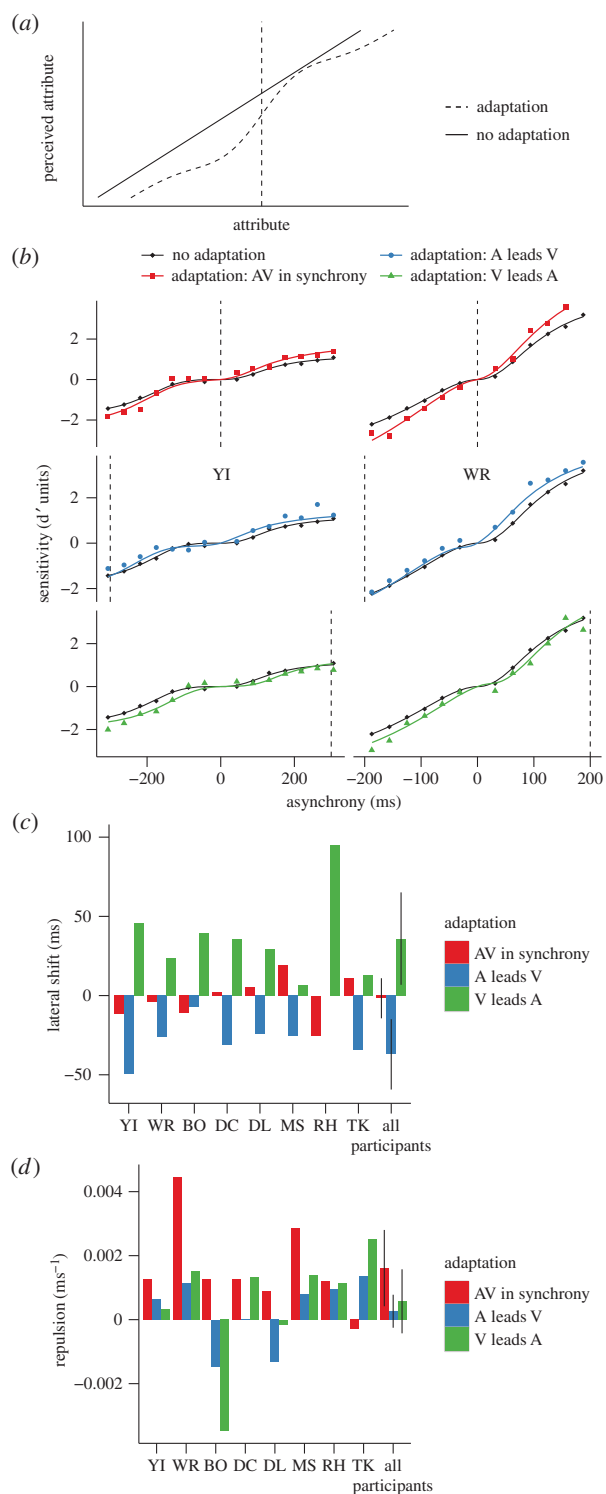 (a)
perceived attribute
attribute
adaptation
no adaptation
(b)
no adaptation
adaptation: A leads V
adaptation: AV in synchrony
adaptation: V leads A
2
0
−2
YI
WR
sensitivity (d′ units)
2
0
−2
2
0
−2
−200
0
200
−200
−100
0
100
200
asynchrony (ms)
(c)
100
50
0
−50
lateral shift (ms)
adaptation
AV in synchrony
A leads V
V leads A
YI
WR
BO
DC
DL
MS
RH
TK
all
participants
(d)
0.004
0.002
0
−0.002
repulsion (ms−1)
adaptation
AV in synchrony
A leads V
V leads A
YI
WR
BO
DC
DL
MS
RH
TK
all
participants